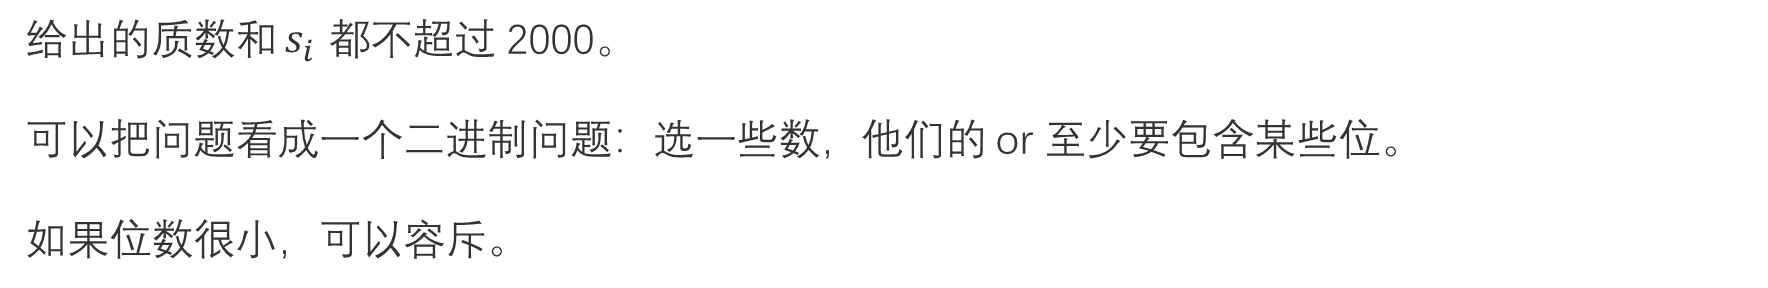 给出的质数和 s_i 都不超过 2000。
可以把问题看成一个二进制问题：选一些数，他们的 or 至少要包含某些位。
如果位数很小，可以容斥。